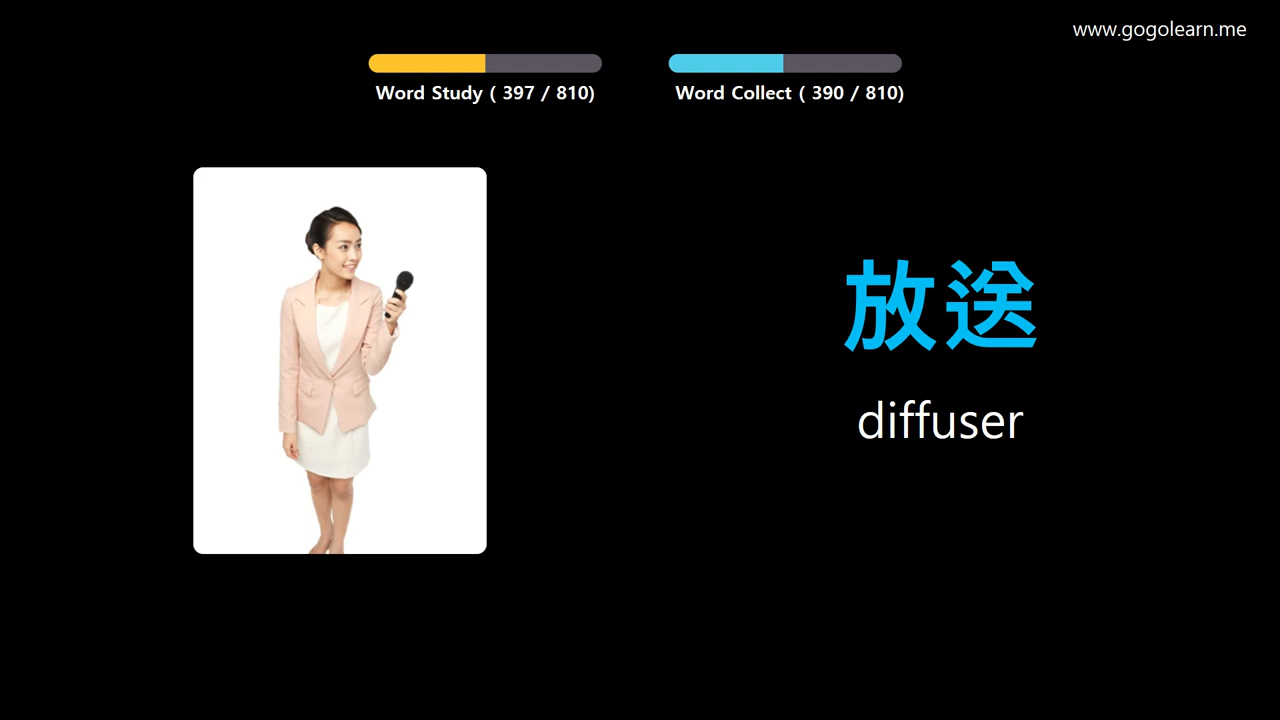 www.gogolearn.me
Word Study ( 397 / 810)
Word Collect ( 390 / 810)
放送
diffuser